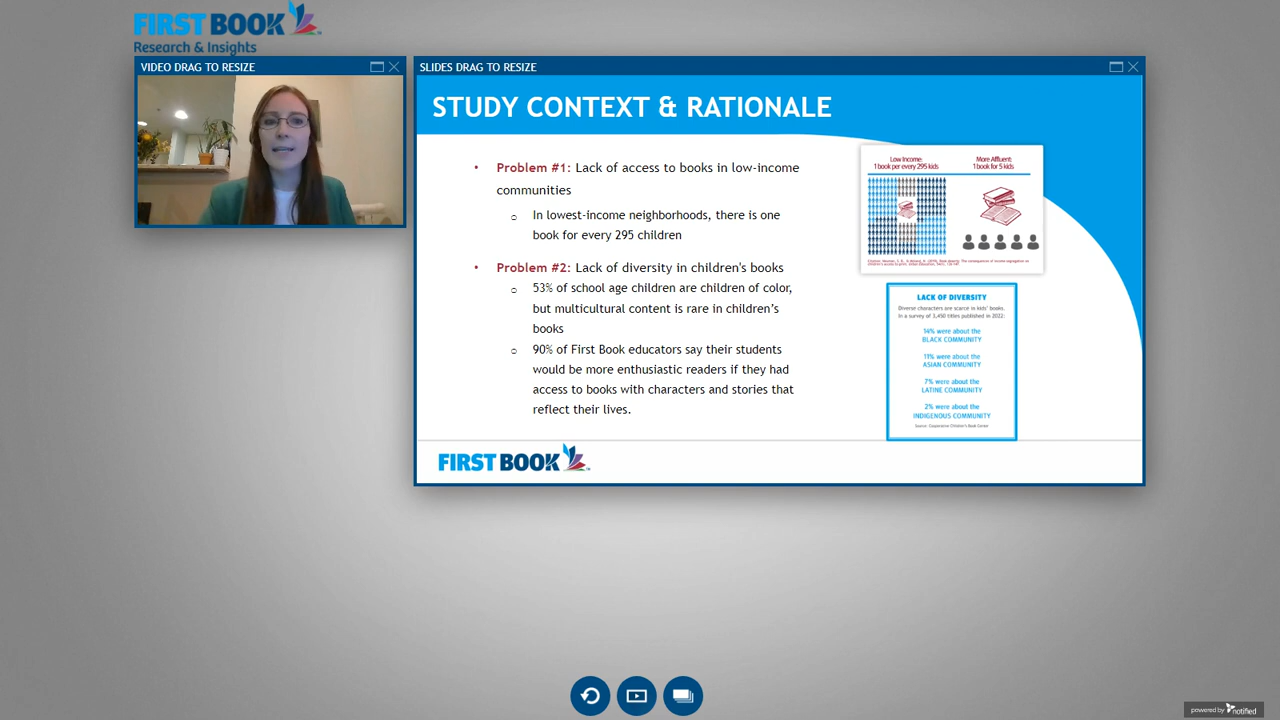 FIRST BOOK
Research & Insights
VIDEO DRAG TO RESIZE
SLIDES DRAG TO RESIZE
STUDY CONTEXT & RATIONALE
• Problem #1: Lack of access to books in low-income
communities
o In lowest-income neighborhoods, there is one
book for every 295 children
• Problem #2: Lack of diversity in children's books
o 53% of school age children are children of color,
but multicultural content is rare in children's
books
o 90% of First Book educators say their students
would be more enthusiastic readers if they had
access to books with characters and stories that
reflect their lives.
Low Income:
1 book per every 295 kids
More Affluent:
1 book for 5 kids
LACK OF DIVERSITY
Diverse characters are scarce in kids' books.
In a survey of 3,450 titles published in 2022:
14% were about the
BLACK COMMUNITY
11% were about the
ASIAN COMMUNITY
7% were about the
LATINE COMMUNITY
2% were about the
INDIGENOUS COMMUNITY
Source: Cooperative Children's Book Center
FIRST BOOK
powered by notified